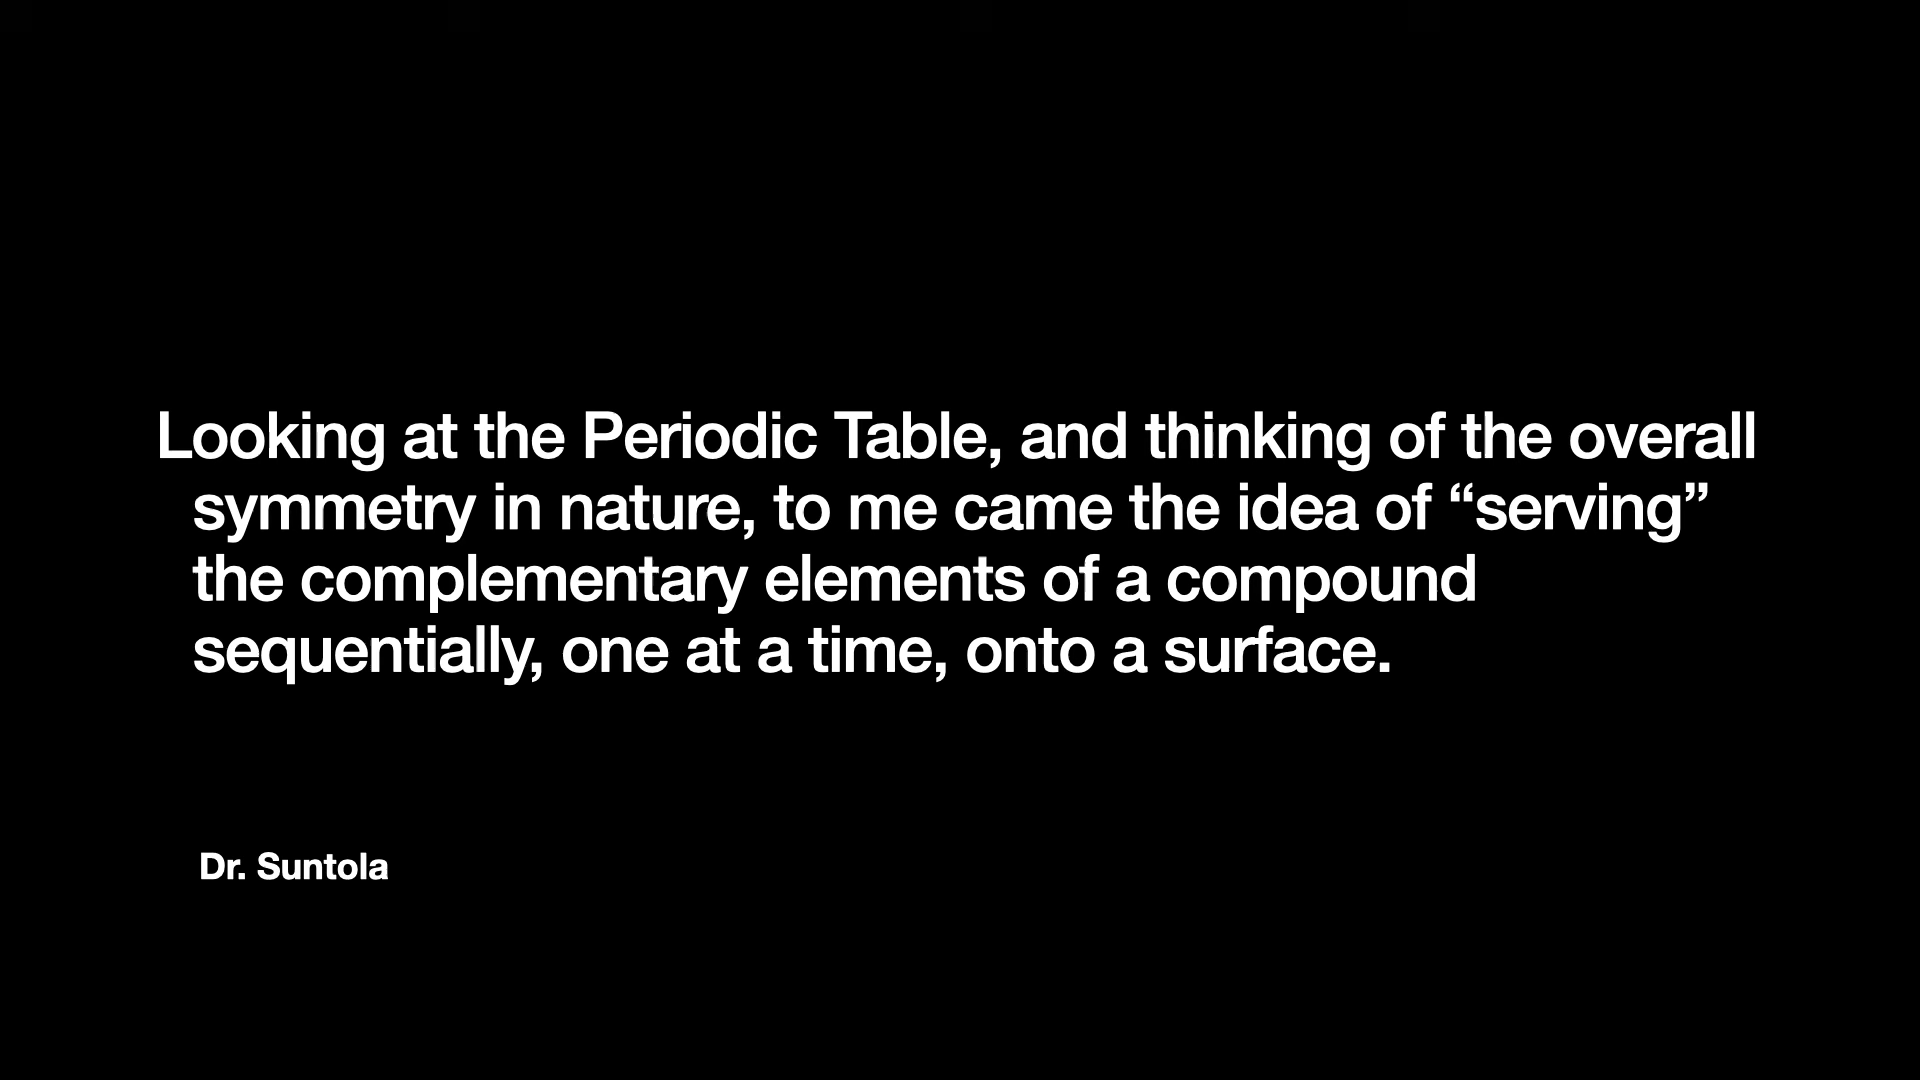 Looking at the Periodic Table, and thinking of the overall
symmetry in nature, to me came the idea of “serving”
the complementary elements of a compound
sequentially, one at a time, onto a surface.
Dr. Suntola